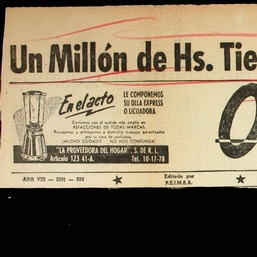 Un Millón de Hs. Tie
En el acto
LE COMPONEMOS
SU OLLA EXPRESS
O LICUADORA
Contamos con el surtido más amplio en
REFACCIONES DE TODAS MARCAS
Recogemos y entregamos a domicilio trabajos garantizados
por su casa de confianza
¡MUCHO CUIDADO! ... NO NOS CONFUNDA!
"LA PROVEEDORA DEL HOGAR", S. DE R. L.
Artículo 123 41-A. Tel. 10-17-78
AÑO VIII
Editado por
P.E.I.M.S.A.